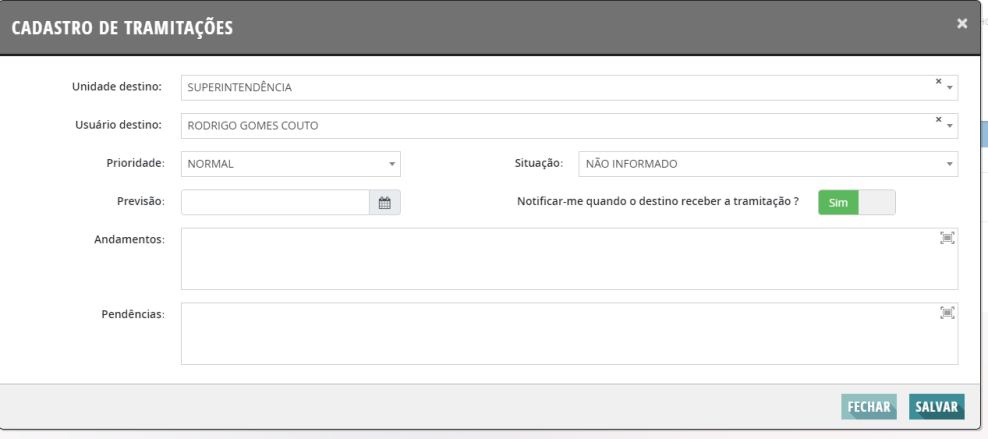 CADASTRO DE TRAMITAÇÕES ×
Unidade destino: SUPERINTENDÊNCIA ×
Usuário destino: RODRIGO GOMES COUTO ×
Prioridade: NORMAL Situação: NÃO INFORMADO
Previsão: Notificar-me quando o destino receber a tramitação ? Sim
Andamentos:
Pendências:
FECHAR SALVAR